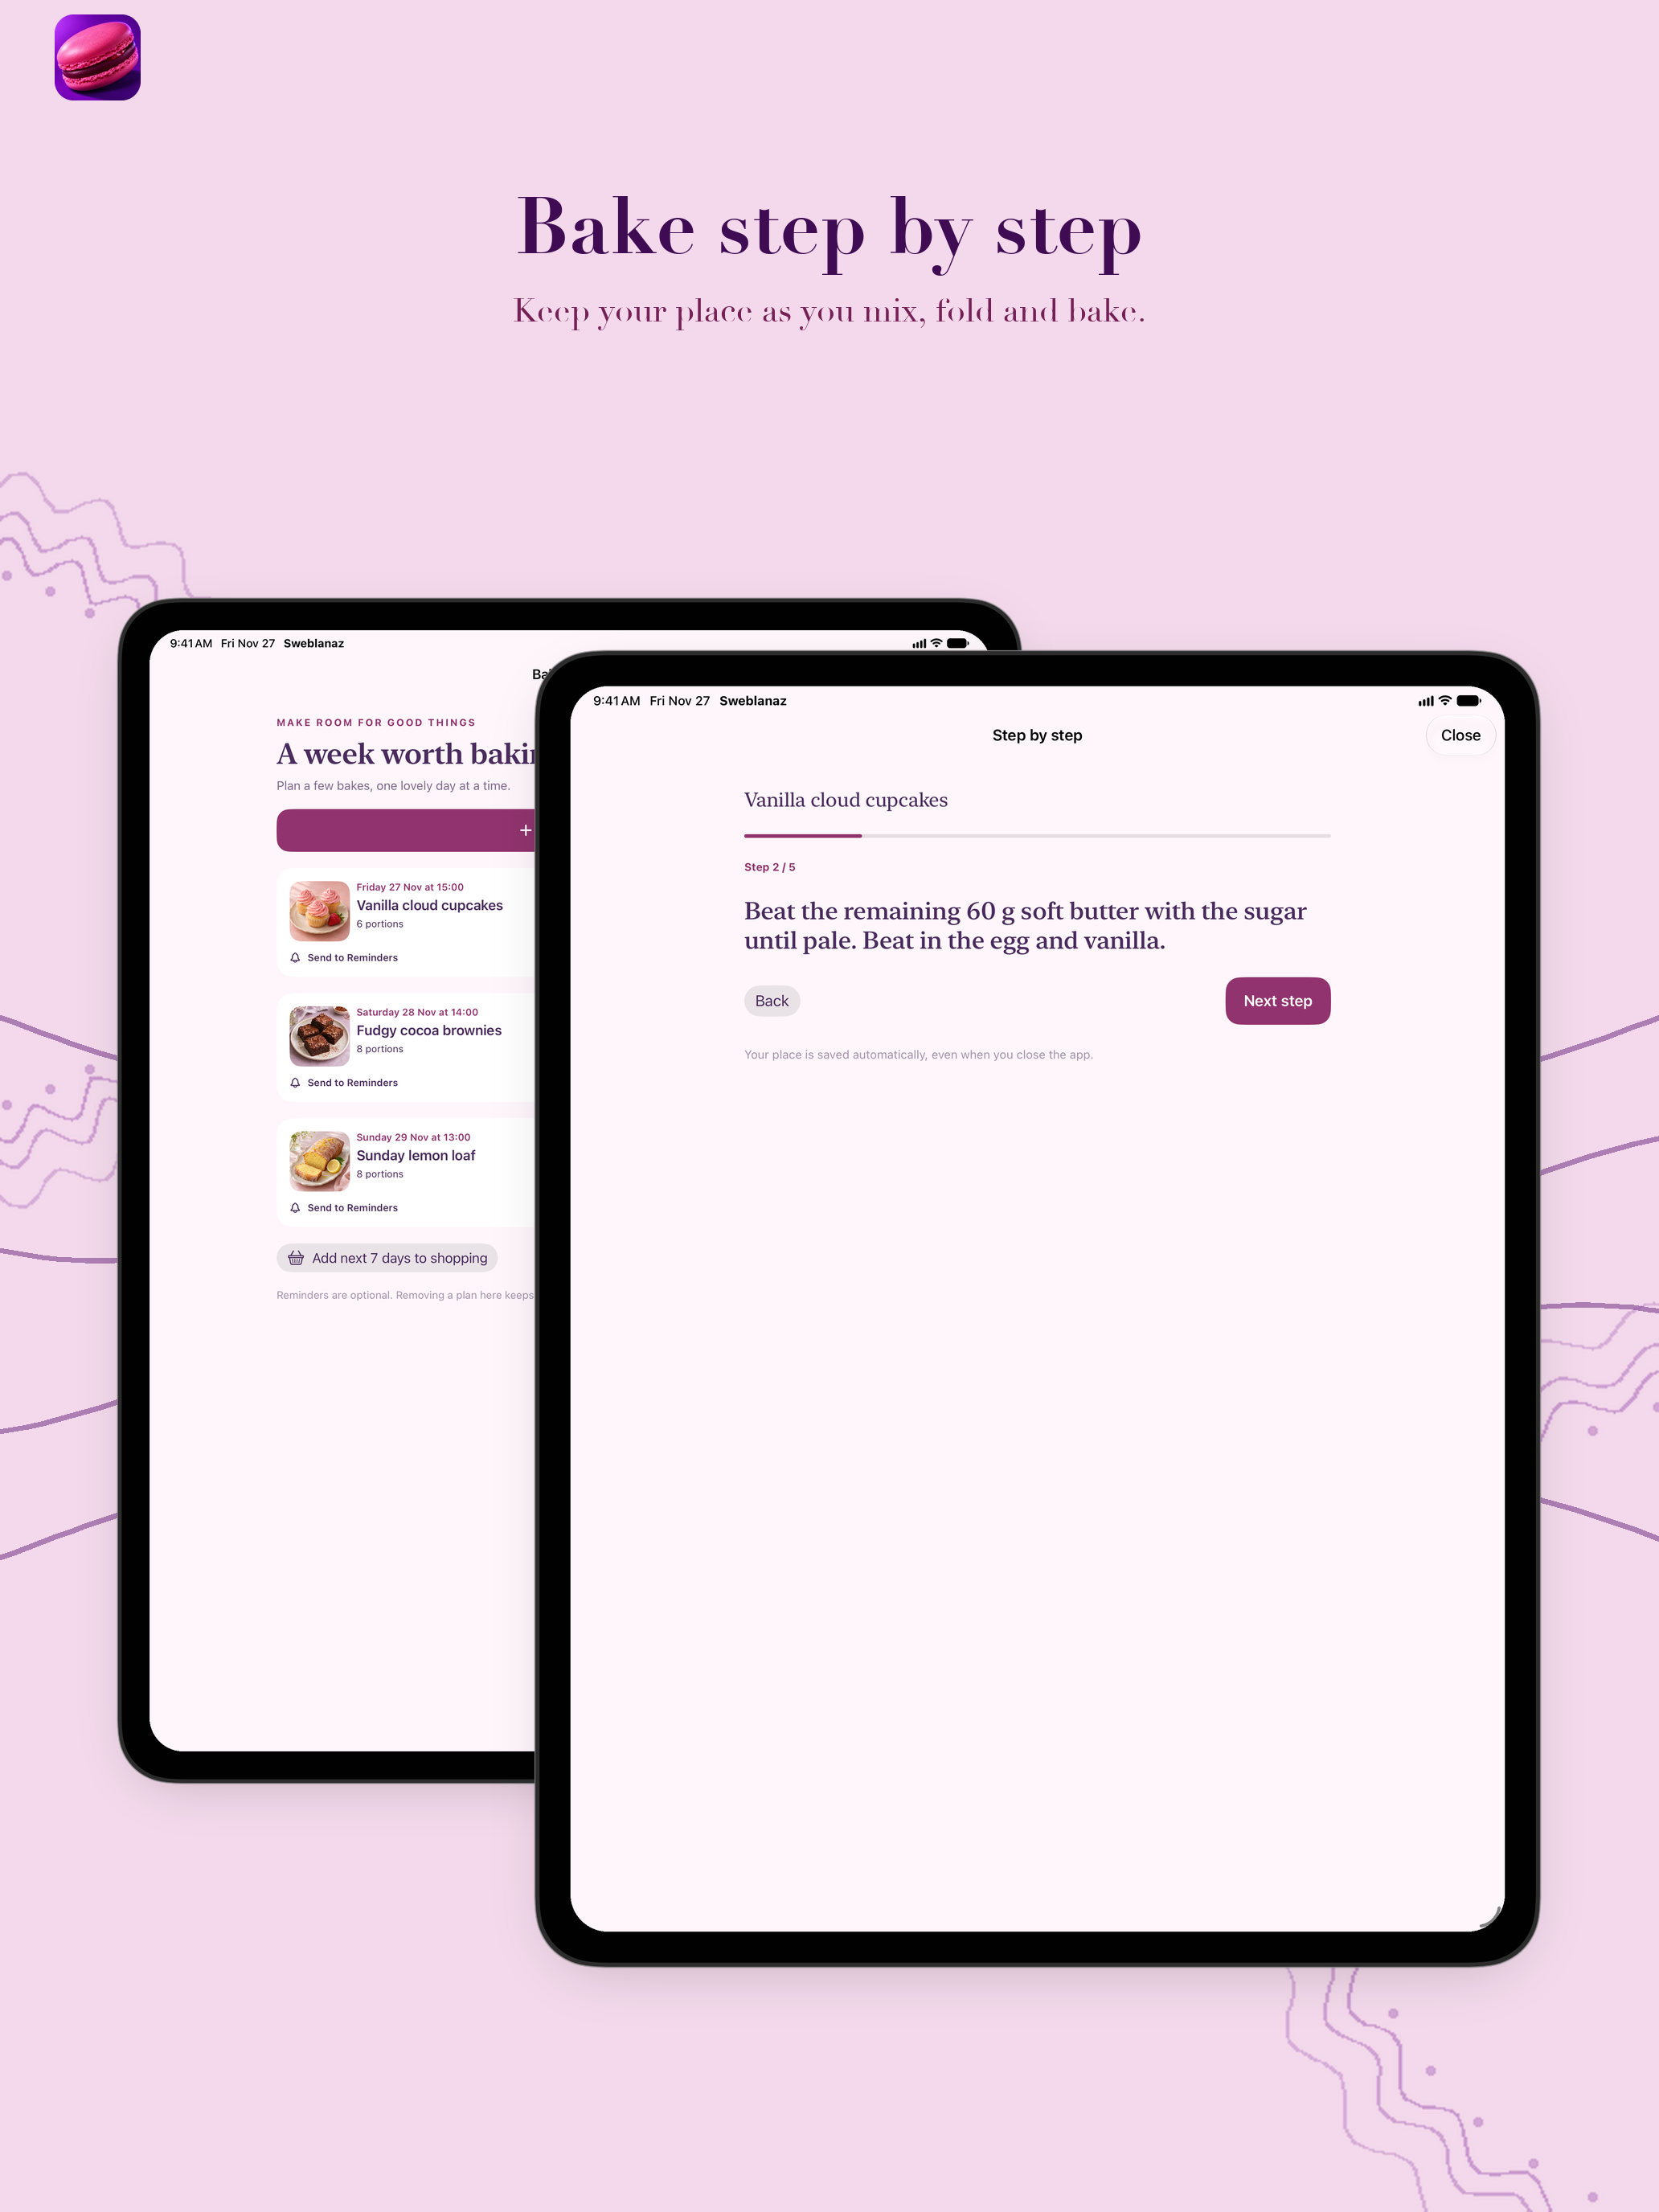 Bake step by step
Keep your place as you mix, fold and bake.
9:41 AM Fri Nov 27 Sweblanaz
MAKE ROOM FOR GOOD THINGS
A week worth
Plan a few bakes, one lovely day at a time.
+
Friday 27 Nov at 15:00
Vanilla cloud cupcakes
6 portions
Send to Reminders
Saturday 28 Nov at 14:00
Fudgy cocoa brownies
8 portions
Send to Reminders
Sunday 29 Nov at 13:00
Sunday lemon loaf
8 portions
Send to Reminders
Add next 7 days to shopping
Reminders are optional. Removing a plan here keeps
9:41 AM Fri Nov 27 Sweblanaz
Step by step
Close
Vanilla cloud cupcakes
Step 2 / 5
Beat the remaining 60 g soft butter with the sugar
until pale. Beat in the egg and vanilla.
Back
Next step
Your place is saved automatically, even when you close the app.